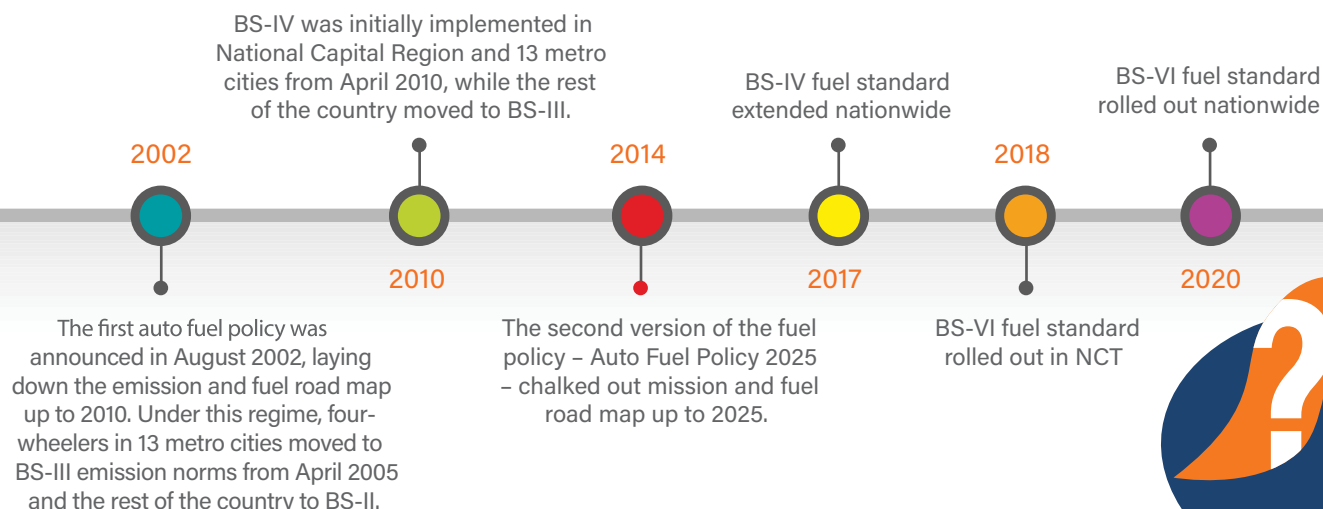 BS-IV was initially implemented in
National Capital Region and 13 metro
cities from April 2010, while the rest
of the country moved to BS-III.
BS-IV fuel standard
extended nationwide
BS-VI fuel standard
rolled out nationwide
2002
2014
2018
2010
2017
2020
The first auto fuel policy was
announced in August 2002, laying
down the emission and fuel road map
up to 2010. Under this regime, four-
wheelers in 13 metro cities moved to
BS-III emission norms from April 2005
and the rest of the country to BS-II.
The second version of the fuel
policy – Auto Fuel Policy 2025
– chalked out mission and fuel
road map up to 2025.
BS-VI fuel standard
rolled out in NCT
?